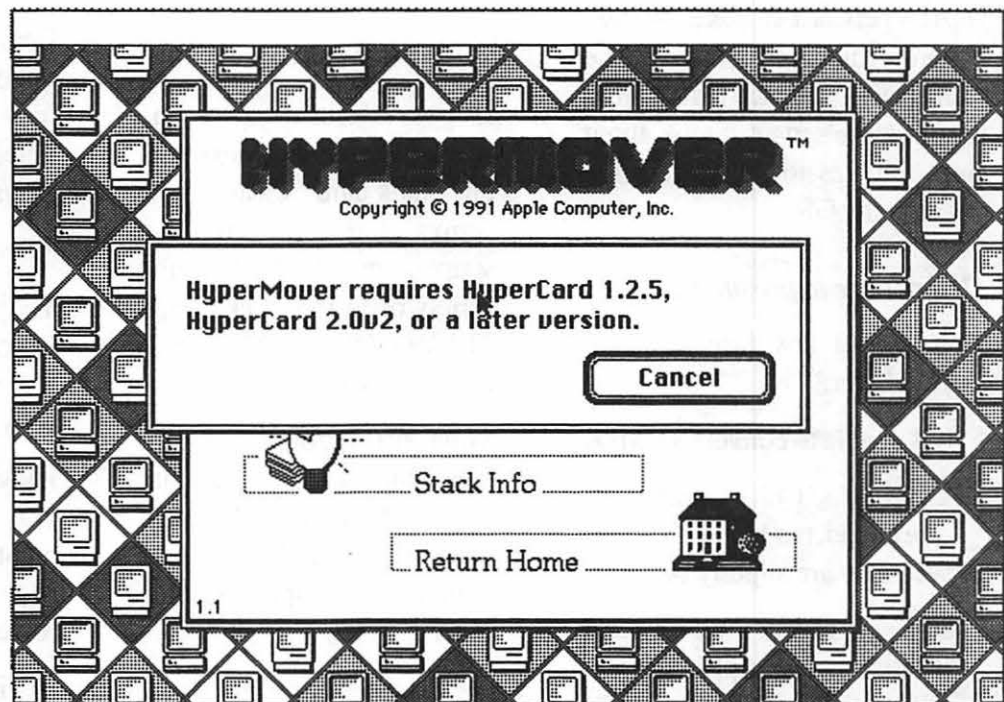 HYPERMOVER™
Copyright © 1991 Apple Computer, Inc.
HyperMover requires HyperCard 1.2.5,
HyperCard 2.0v2, or a later version.
Cancel
Stack Info
Return Home
1.1